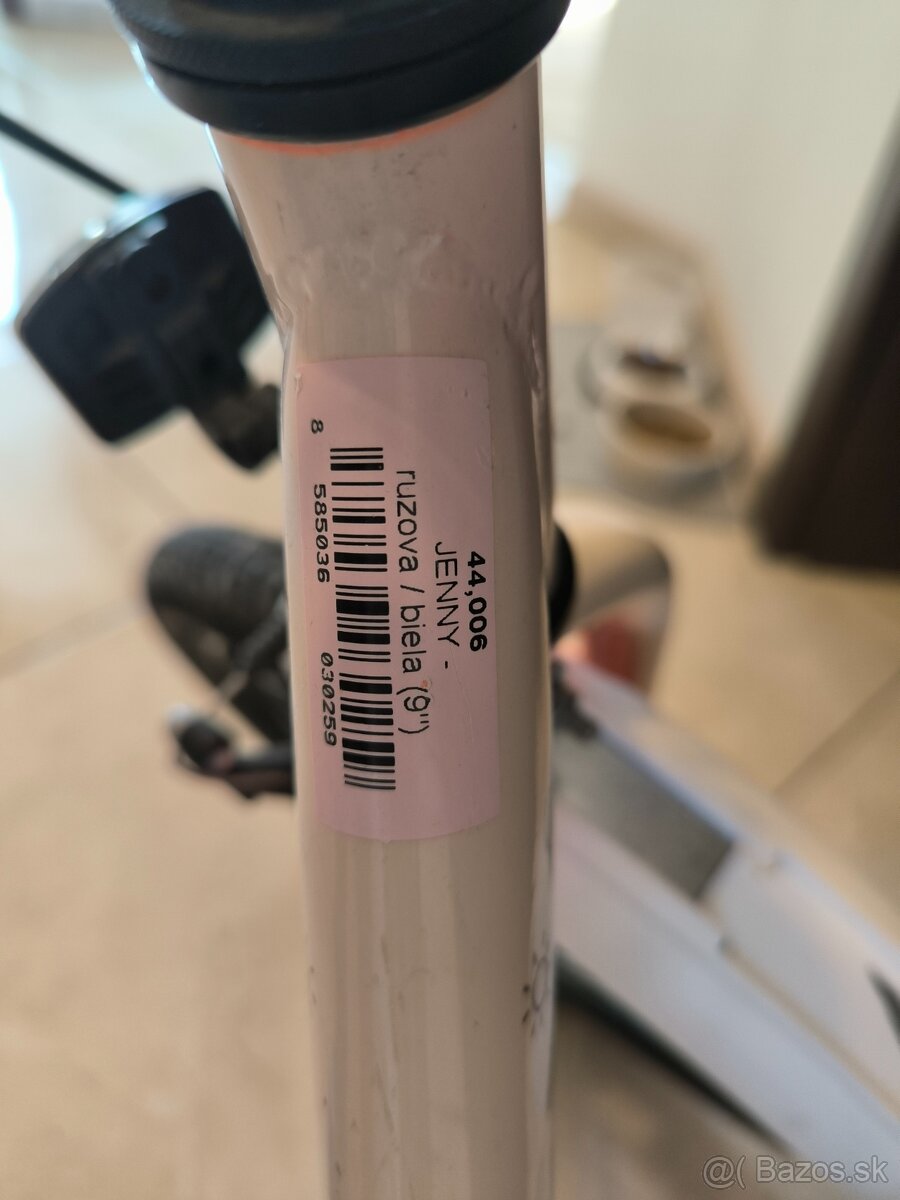 44,006
JENNY -
ruzova / biela (9")
8 585036 030259
@( Bazos.sk